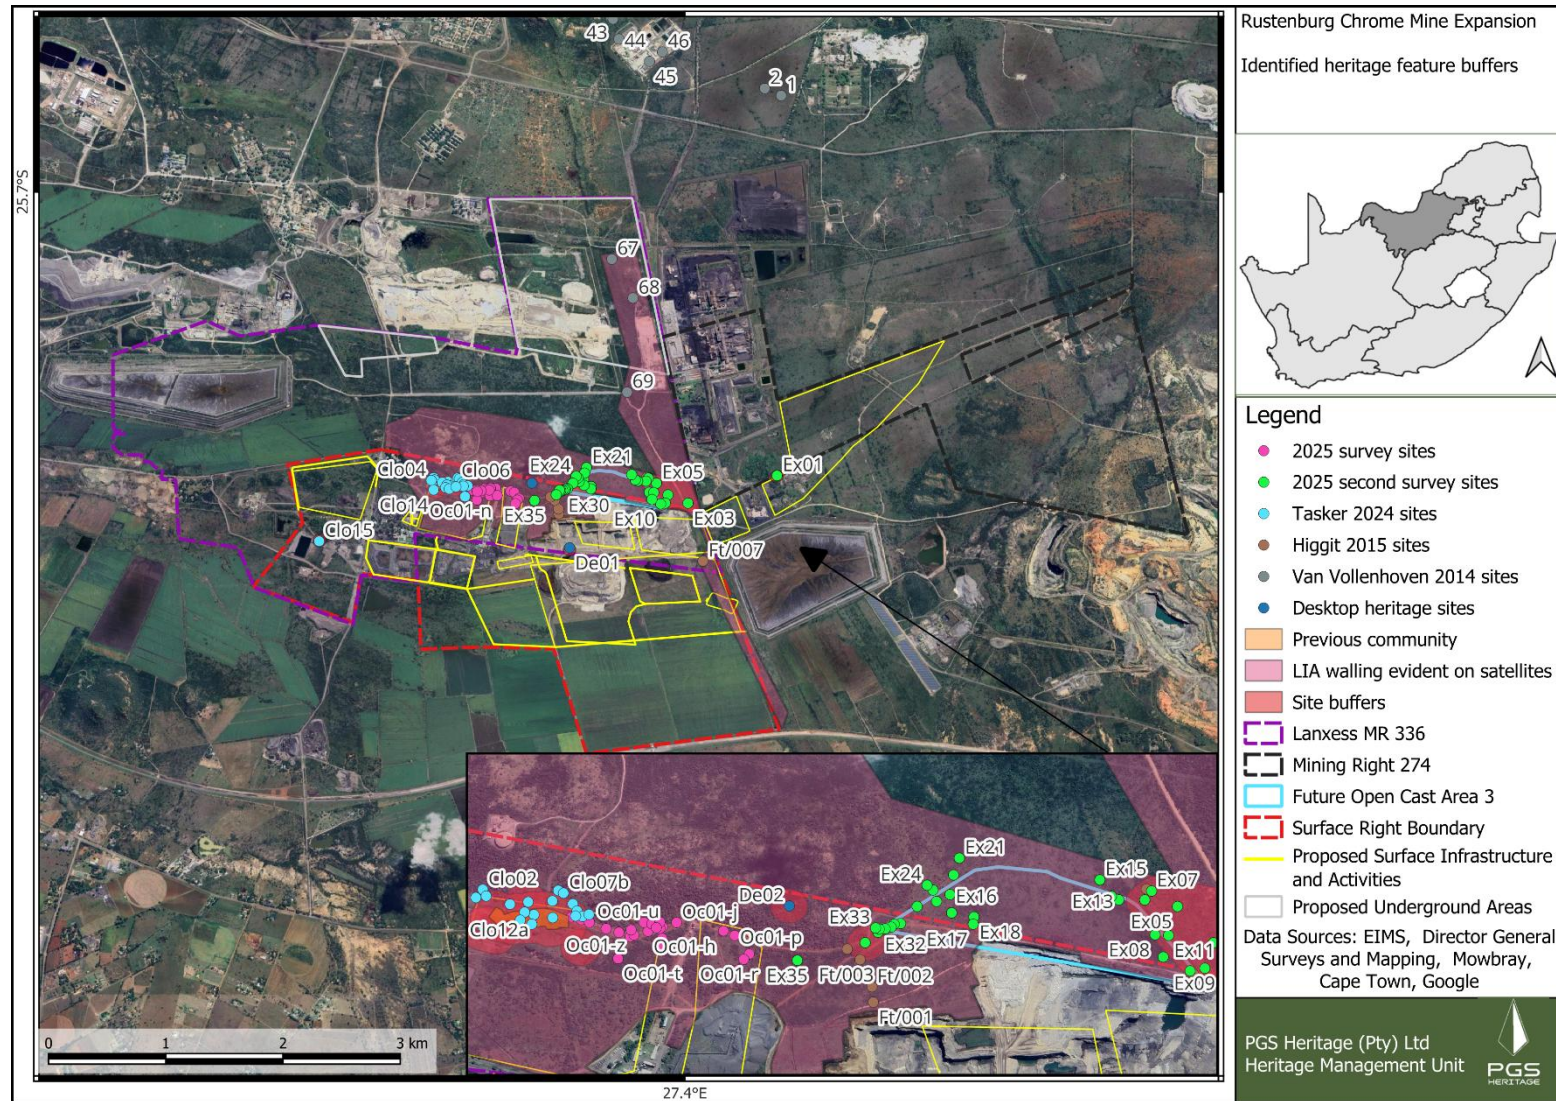 Rustenburg Chrome Mine Expansion
Identified heritage feature buffers
25.7°S
27.4°E
43
44
46
45
2
1
67
68
69
Clo04
Clo06
Ex24
Ex21
Ex05
Ex01
Clo14
Oc01-n
Ex35
Ex30
Ex10
Ex03
Clo15
De01
Ft/007
Clo02
Clo07b
Clo12a
Oc01-u
Oc01-j
Oc01-z
Oc01-h
Oc01-p
Oc01-t
Oc01-r
De02
Ex21
Ex24
Ex16
Ex15
Ex07
Ex13
Ex33
Ex32
Ex17
Ex18
Ex05
Ex08
Ex11
Ex09
Ex35
Ft/003
Ft/002
Ft/001
0 1 2 3 km
Legend
2025 survey sites
2025 second survey sites
Tasker 2024 sites
Higgit 2015 sites
Van Vollenhoven 2014 sites
Desktop heritage sites
Previous community
LIA walling evident on satellites
Site buffers
Lanxess MR 336
Mining Right 274
Future Open Cast Area 3
Surface Right Boundary
Proposed Surface Infrastructure
and Activities
Proposed Underground Areas
Data Sources: EIMS, Director General
Surveys and Mapping, Mowbray,
Cape Town, Google
PGS Heritage (Pty) Ltd
Heritage Management Unit
PGS
HERITAGE